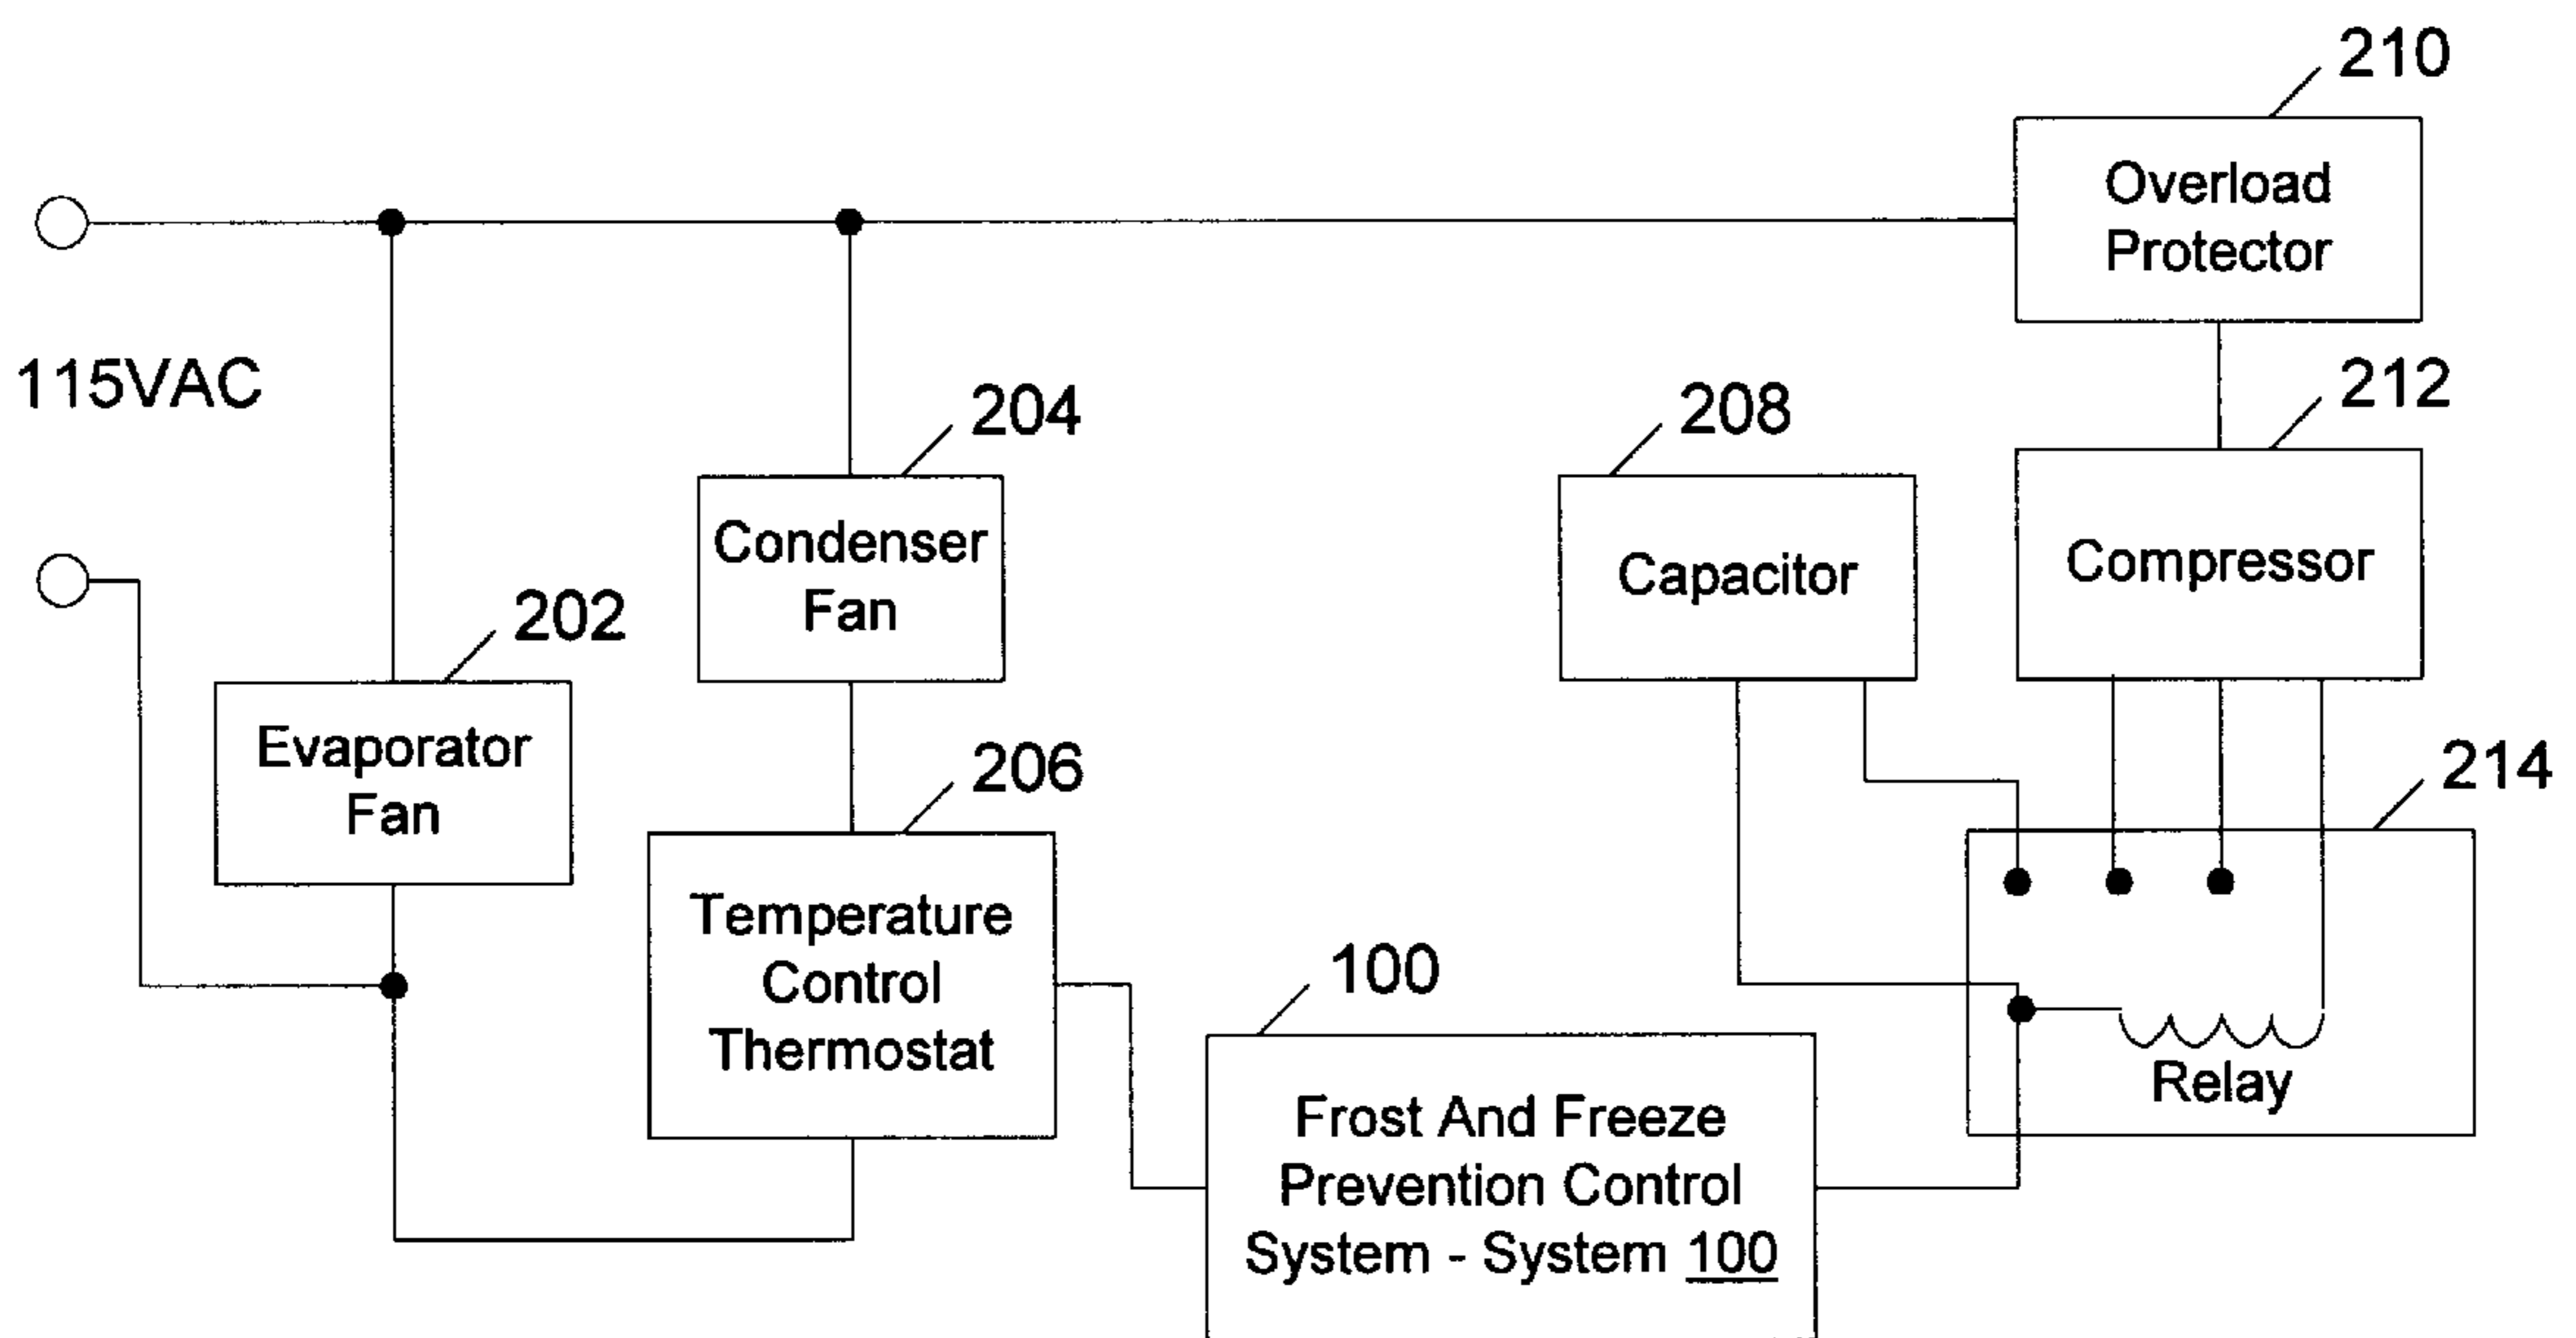 210
Overload
Protector
115VAC
204
208
212
Condenser
Fan
Capacitor
Compressor
202
Evaporator
Fan
206
214
Temperature
Control
Thermostat
100
Relay
Frost And Freeze
Prevention Control
System - System 100